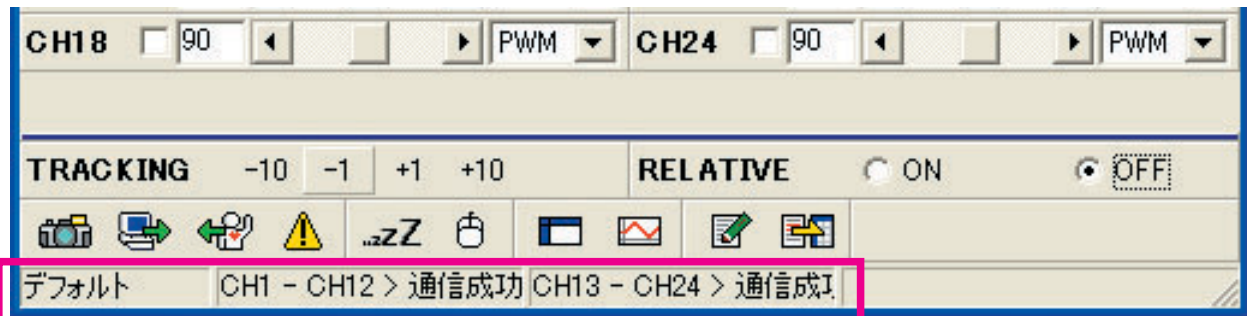 CH18 90 PWM CH24 90 PWM
TRACKING -10 -1 +1 +10 RELATIVE ON OFF
..zzZ
デフォルト CH1 - CH12 > 通信成功 CH13 - CH24 > 通信成